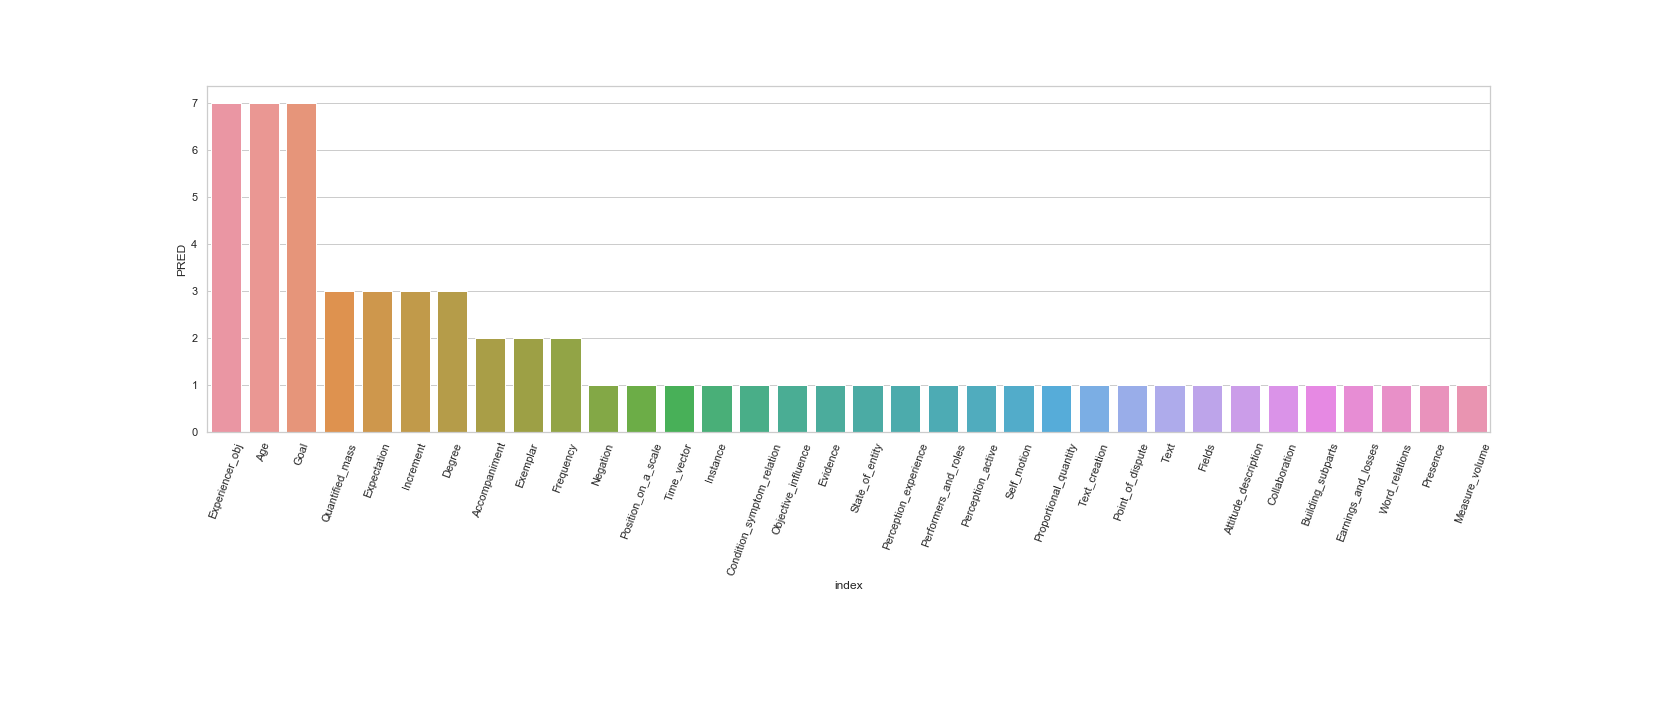 7
6
5
4
3
2
1
0
PRED
Experiencer_obj
Age
Goal
Quantified_mass
Expectation
Increment
Degree
Accompaniment
Exemplar
Frequency
Negation
Position_on_a_scale
Time_vector
Instance
Condition_symptom_relation
Objective_influence
Evidence
State_of_entity
Perception_experience
Performers_and_roles
Perception_active
Self_motion
Proportional_quantity
Text_creation
Point_of_dispute
Text
Fields
Attitude_description
Collaboration
Building_subparts
Earnings_and_losses
Word_relations
Presence
Measure_volume
index